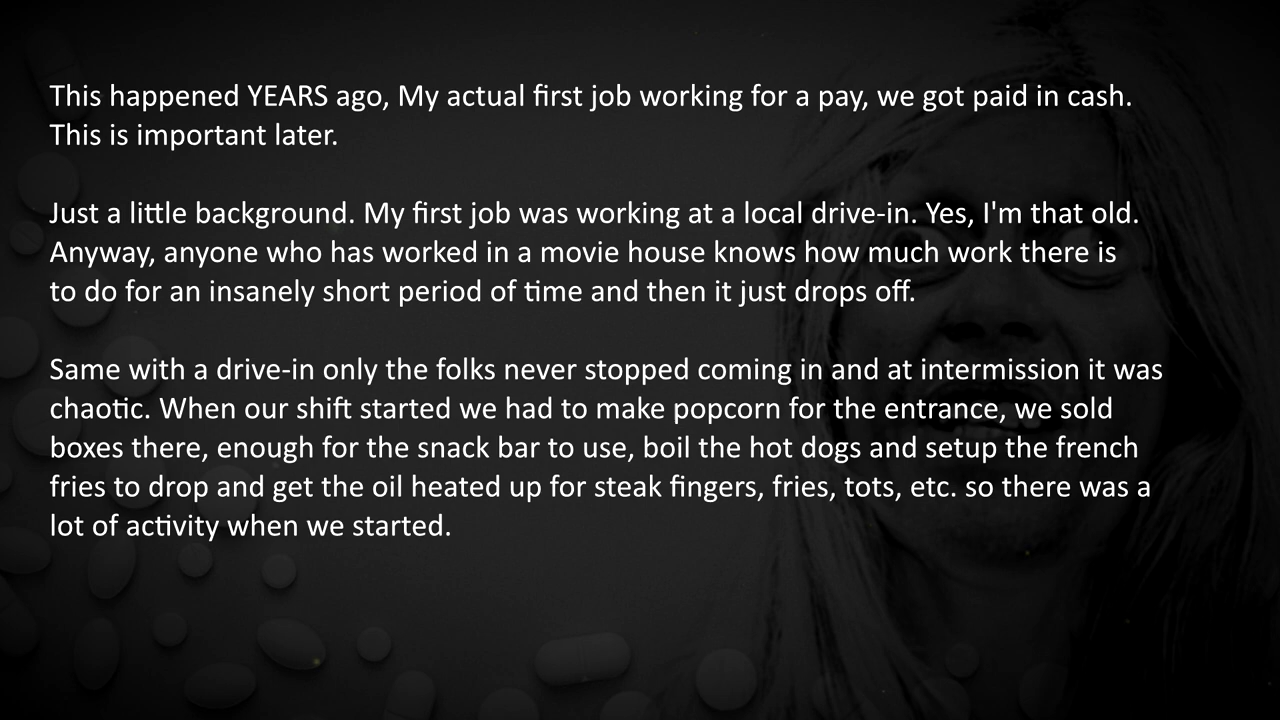 This happened YEARS ago, My actual first job working for a pay, we got paid in cash.
This is important later.
Just a little background. My first job was working at a local drive-in. Yes, I'm that old.
Anyway, anyone who has worked in a movie house knows how much work there is
to do for an insanely short period of time and then it just drops off.
Same with a drive-in only the folks never stopped coming in and at intermission it was
chaotic. When our shift started we had to make popcorn for the entrance, we sold
boxes there, enough for the snack bar to use, boil the hot dogs and setup the french
fries to drop and get the oil heated up for steak fingers, fries, tots, etc. so there was a
lot of activity when we started.